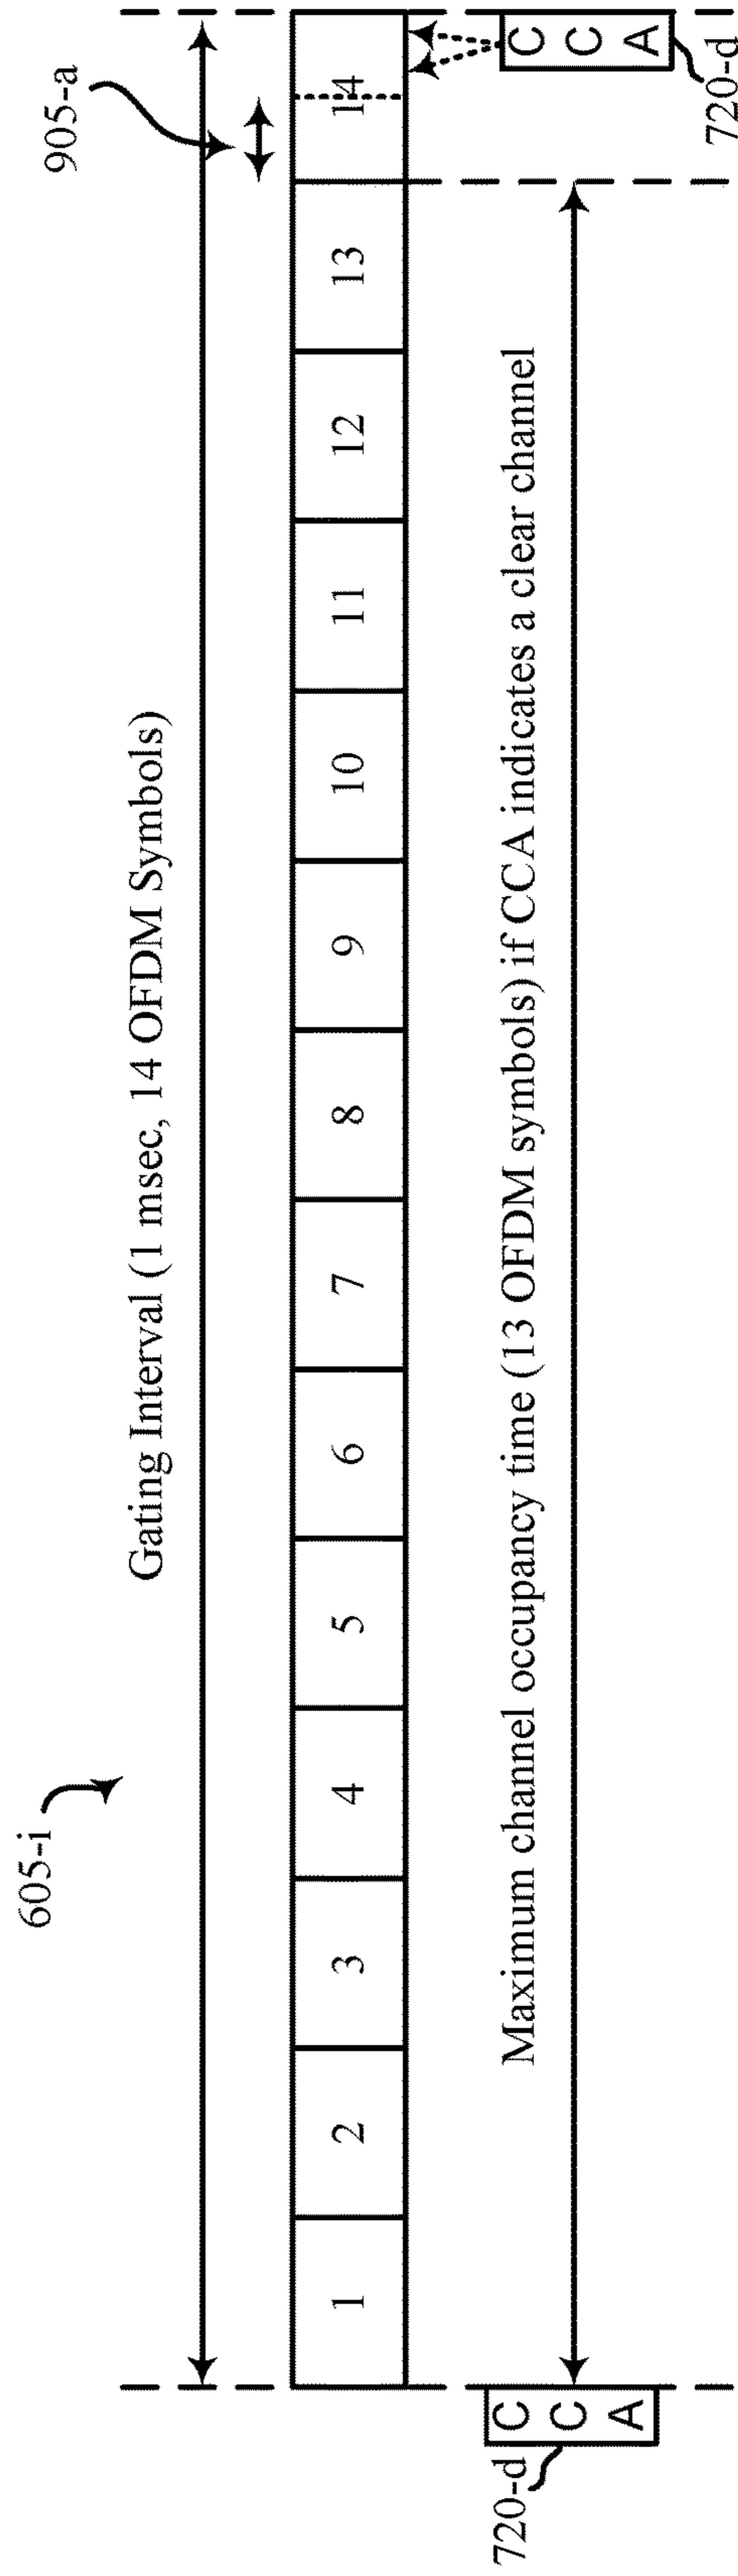 605-i
905-a
Gating Interval (1 msec, 14 OFDM Symbols)
1 2 3 4 5 6 7 8 9 10 11 12 13 14
Maximum channel occupancy time (13 OFDM symbols) if CCA indicates a clear channel
CCA
720-d
CCA
720-d